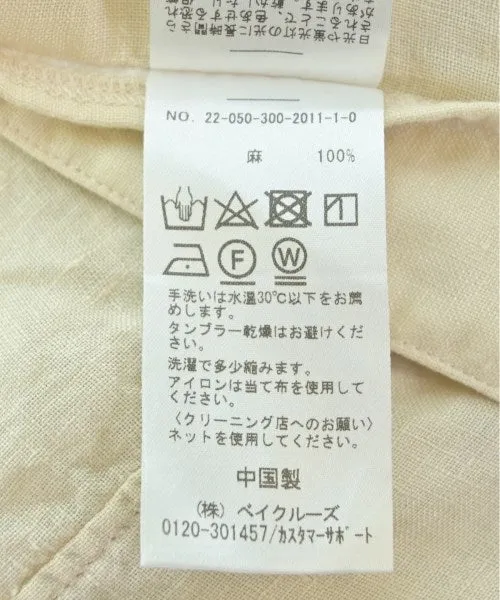 NO. 22-050-300-2011-1-0
麻 100%
F W
手洗いは水温30℃以下をお薦
めします。
タンブラー乾燥はお避けくださ
い。
洗濯で多少縮みます。
アイロンは当て布を使用して
ください。
〈クリーニング店へのお願い〉
ネットを使用してください。
中国製
(株) ベイクルーズ
0120-301457/カスタマーサポート